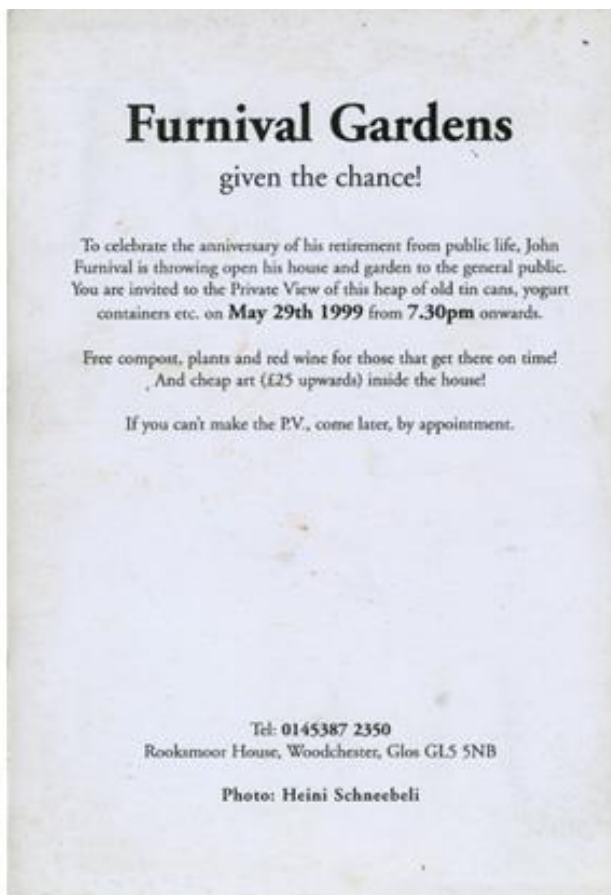 Furnival Gardens
given the chance!
To celebrate the anniversary of his retirement from public life, John
Furnival is throwing open his house and garden to the general public.
You are invited to the Private View of this heap of old tin cans, yogurt
containers etc. on May 29th 1999 from 7.30pm onwards.
Free compost, plants and red wine for those that get there on time!
And cheap art (£25 upwards) inside the house!
If you can't make the P.V., come later, by appointment.
Tel: 0145387 2350
Rooksmoor House, Woodchester, Glos GL5 5NB
Photo: Heini Schneebeli